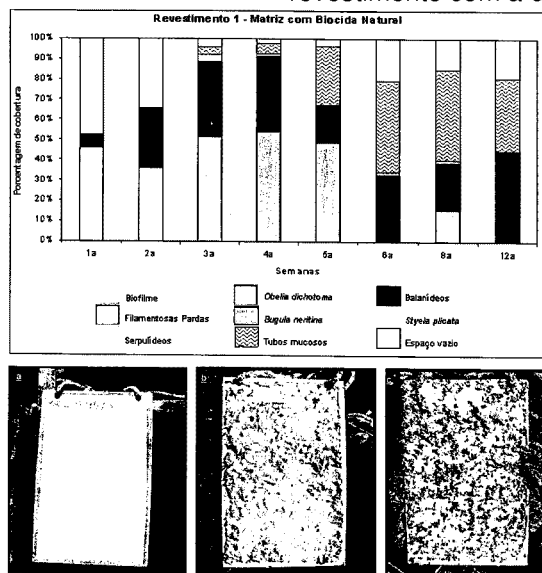 Revestimento 1 - Matriz com Biocida Natural
Porcentagem de cobertura
100%
90%
80%
70%
60%
50%
40%
30%
20%
10%
0%
1a 2a 3a 4a 5a 6a 8a 12a
Semanas
Biofilme Obelia dichotoma Balanídeos
Filamentosas Pardas Bugula neritina Styela plicata
Serpulídeos Tubos mucosos Espaço vazio
a b